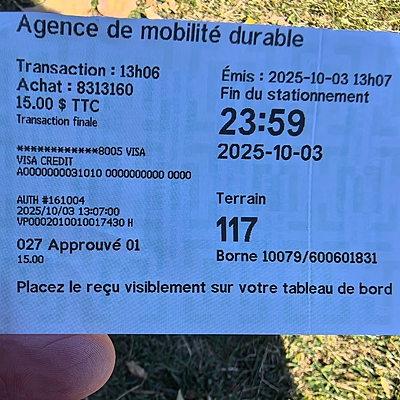 Agence de mobilité durable
Transaction : 13h06
Achat : 8313160
15.00 $ TTC
Transaction finale
************8005 VISA
VISA CREDIT
A0000000031010 0000000000 0000
AUTH #161004
2025/10/03 13:07:00
VP0002010010017430 H
027 Approuvé 01
15.00
Émis : 2025-10-03 13h07
Fin du stationnement
23:59
2025-10-03
Terrain
117
Borne 10079/600601831
Placez le reçu visiblement sur votre tableau de bord